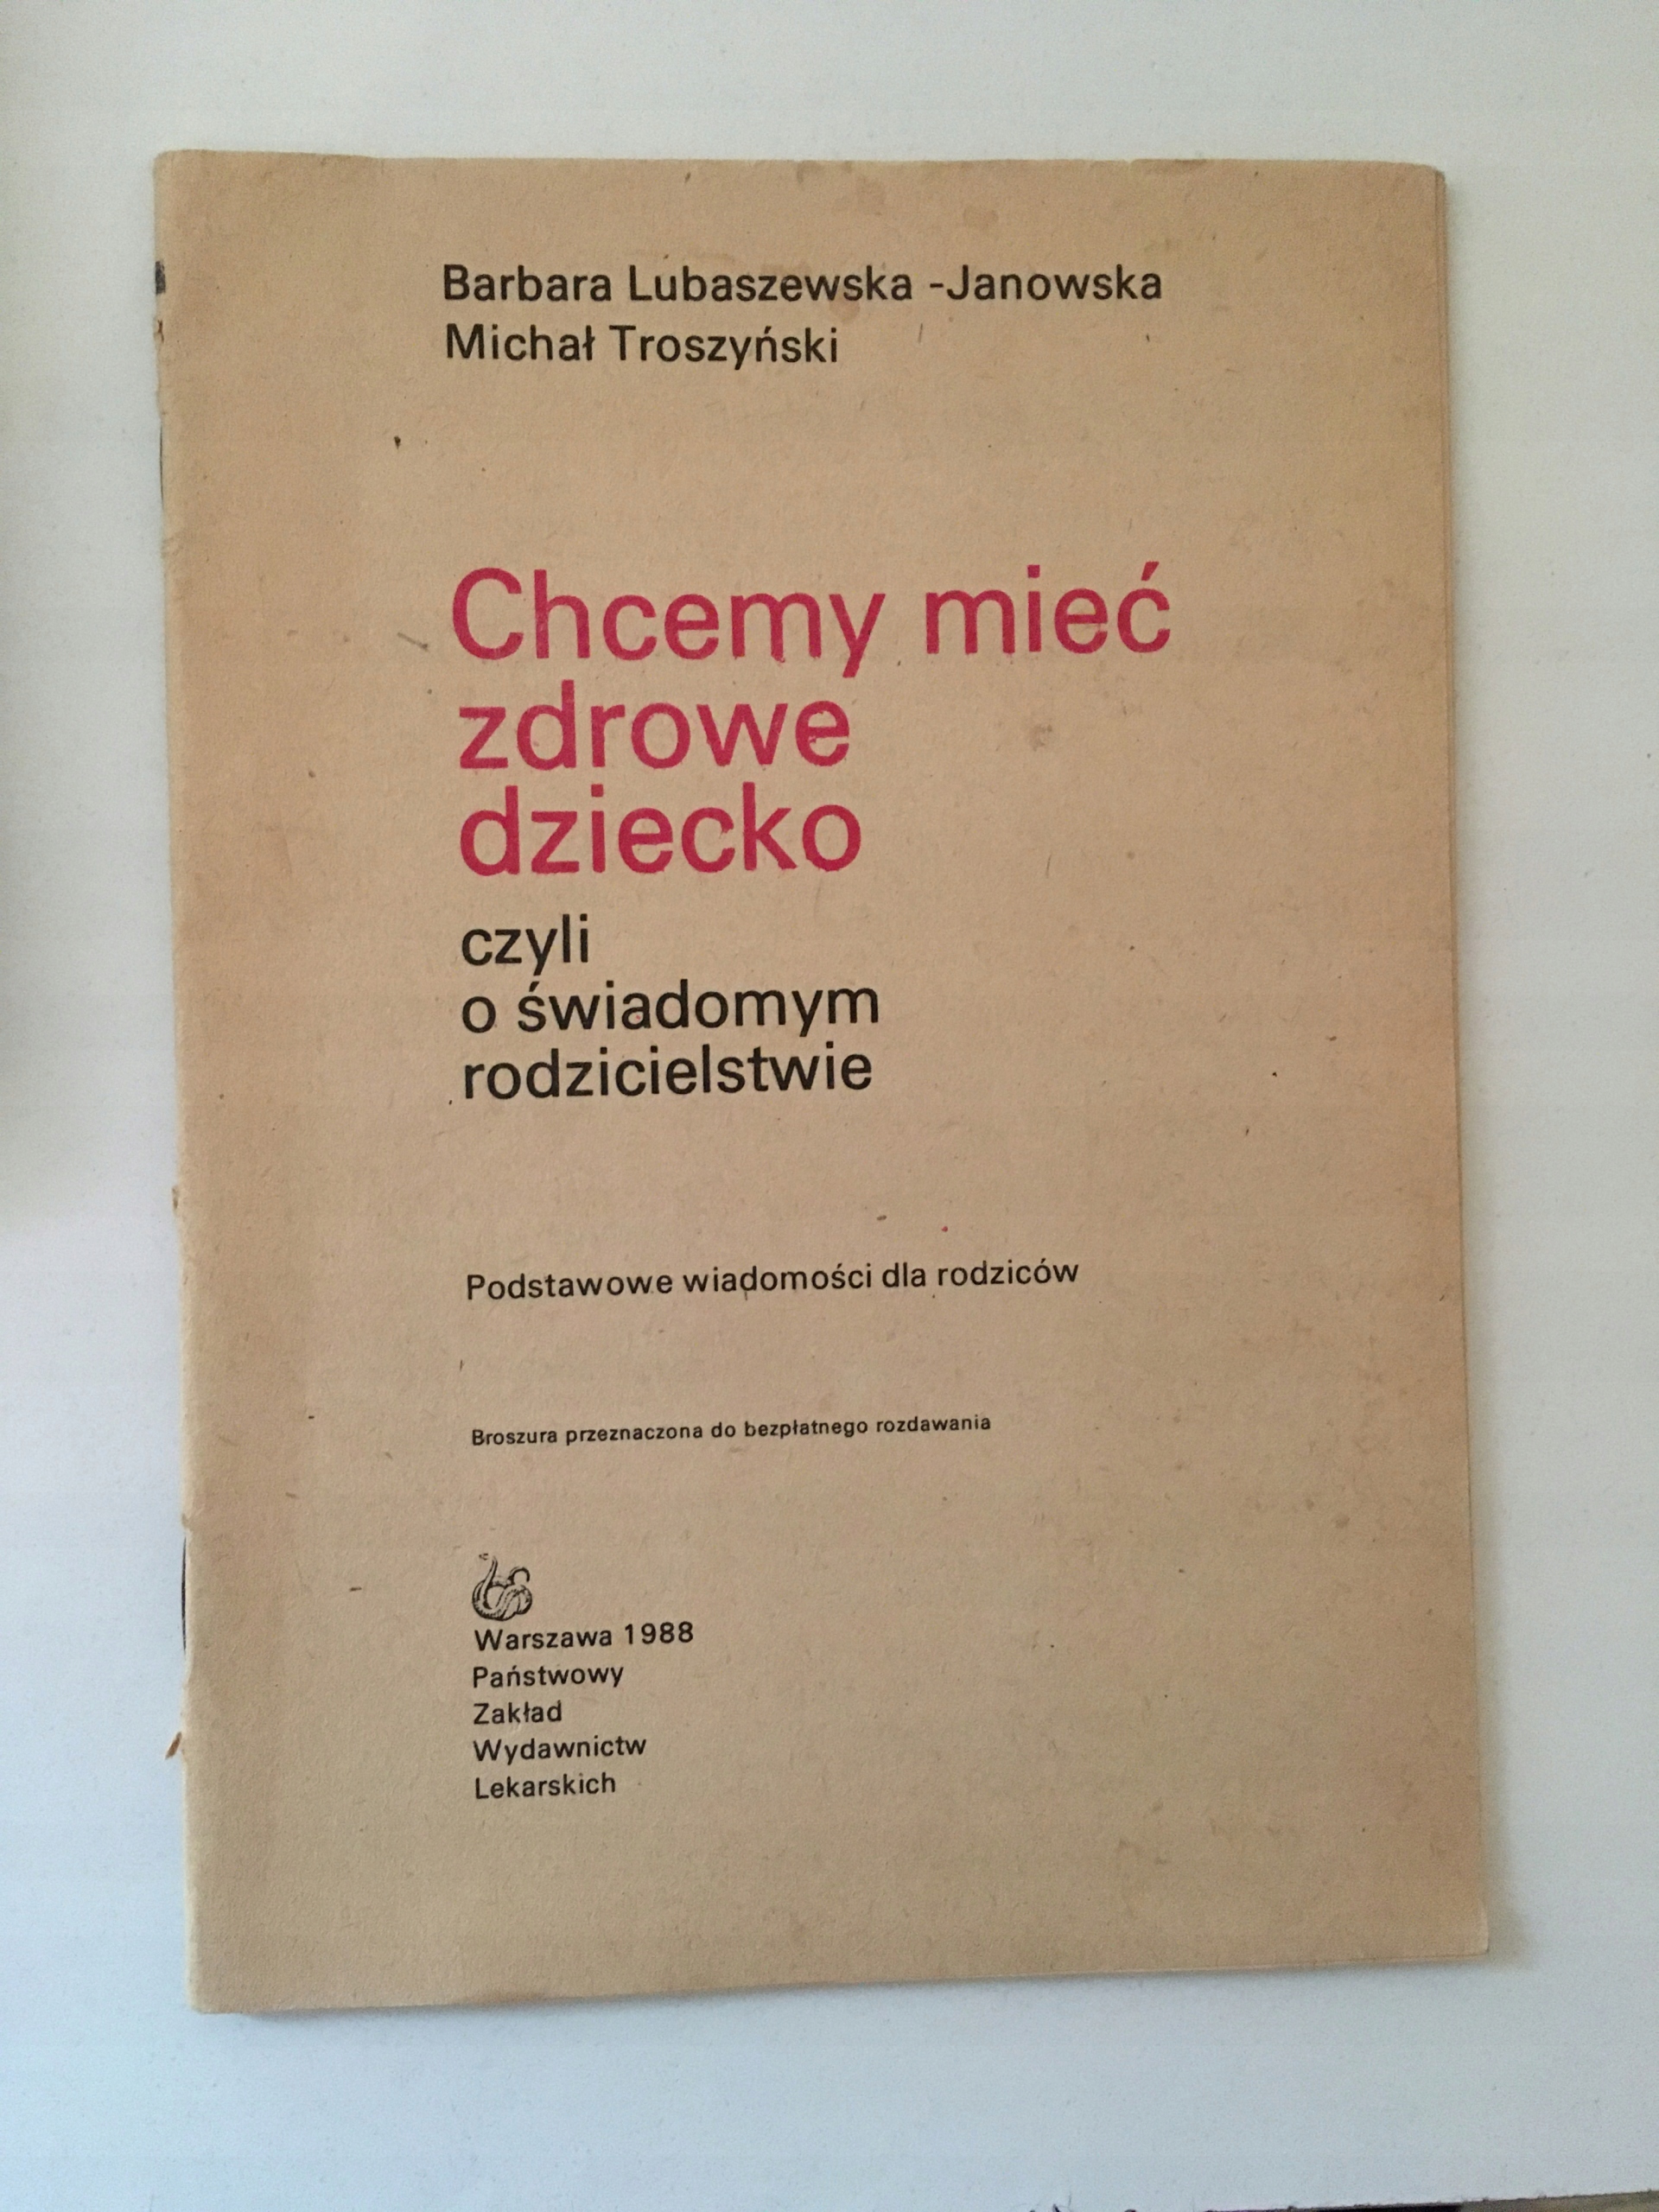 Barbara Lubaszewska -Janowska
Michał Troszyński
Chcemy mieć
zdrowe
dziecko
czyli
o świadomym
rodzicielstwie
Podstawowe wiadomości dla rodziców
Broszura przeznaczona do bezpłatnego rozdawania
Warszawa 1988
Państwowy
Zakład
Wydawnictw
Lekarskich